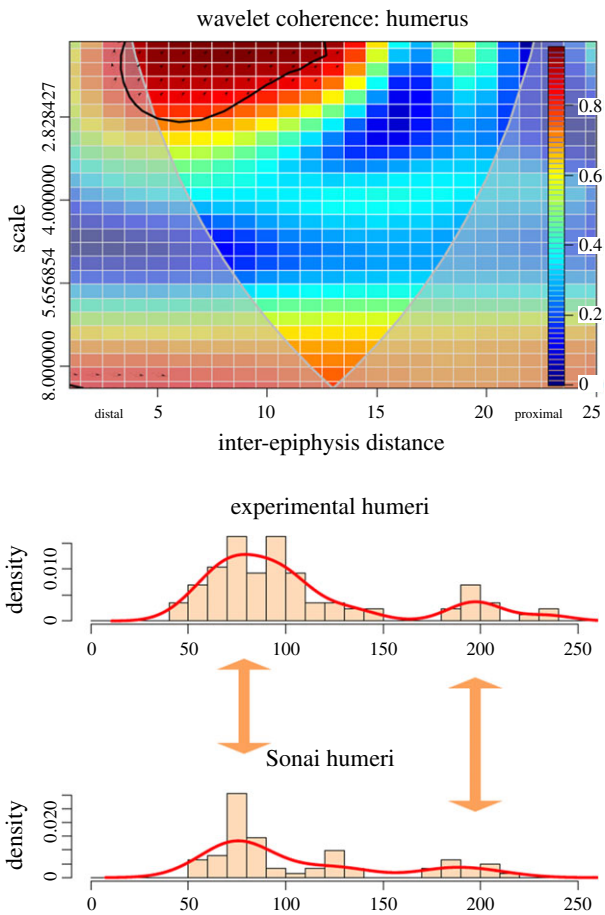 wavelet coherence: humerus
scale
2.828427
4.000000
5.656854
8.000000
0.8
0.6
0.4
0.2
0
distal 5 10 15 20 proximal 25
inter-epiphysis distance
experimental humeri
density
0.010
0
0 50 100 150 200 250
Sonai humeri
density
0.020
0
0 50 100 150 200 250